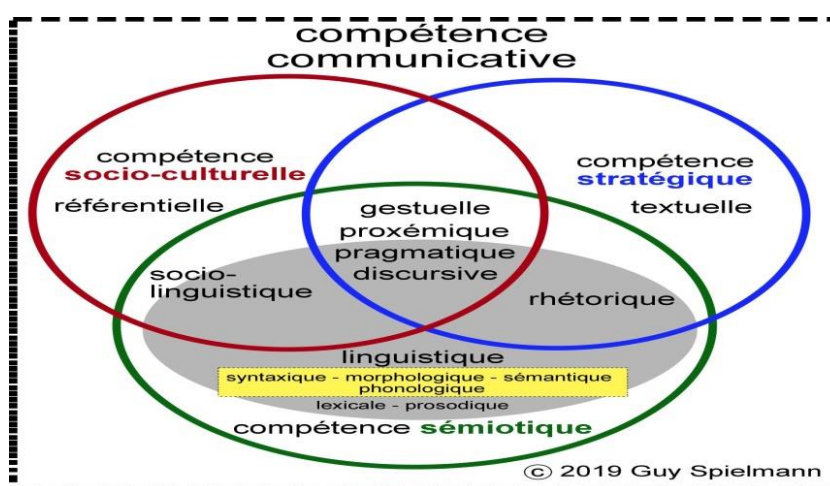 compétence
communicative
compétence
socio-culturelle
référentielle
compétence
stratégique
textuelle
gestuelle
proxémique
pragmatique
discursive
socio-
linguistique
rhétorique
linguistique
syntaxique - morphologique - sémantique
phonologique
lexicale - prosodique
compétence sémiotique
© 2019 Guy Spielmann